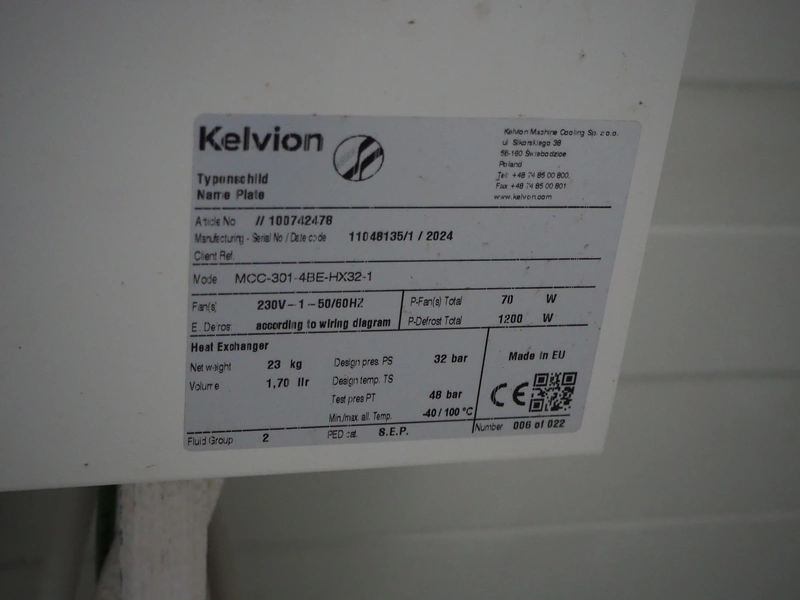 Kelvion
Typenschild
Name Plate
Kelvion Machine Cooling Sp. z o.o.
ul. Sikorskiego 38
58-160 Świebodzice
Poland
Tel: +48 74 85 00 800
Fax +48 74 85 00 801
www.kelvion.com
Article No // 100742478
Manufacturing - Serial No / Date code 11048135/1 / 2024
Client Ref.
Model MCC-301-4BE-HX32-1
Fan(s) 230V-1-50/60HZ P-Fan(s) Total 70 W
E. Defrost according to wiring diagram P-Defrost Total 1200 W
Heat Exchanger
Net weight 23 kg Design pres. PS 32 bar Made in EU
Volume 1,70 ltr Design temp. TS
Test pres PT 48 bar
Min./max. all. Temp. -40 / 100 °C
CE
Fluid Group 2 PED cat. S.E.P. Number 006 of 022